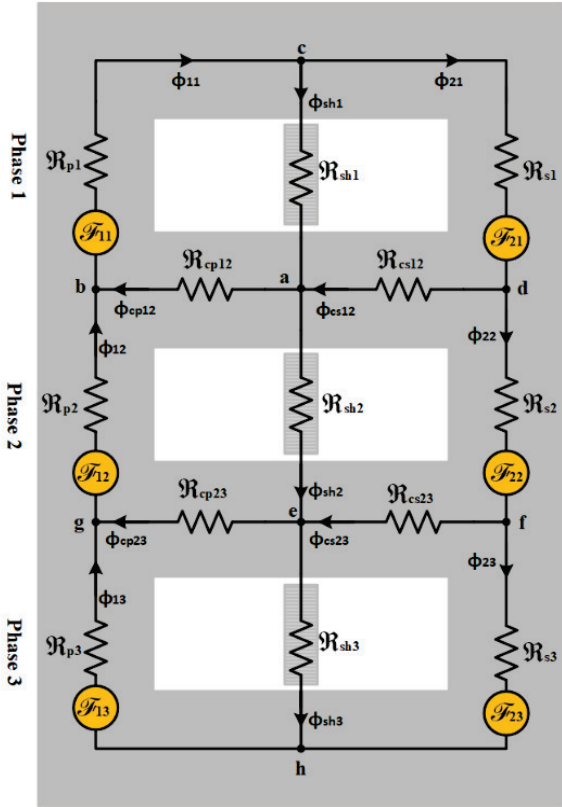 c
ϕ11
ϕ21
ϕsh1
Phase 1
ℜp1
ℜsh1
ℜs1
ℱ11
ℱ21
ℜcp12
ℜcs12
b
a
d
ϕcp12
ϕcs12
ϕ12
ϕ22
Phase 2
ℜp2
ℜsh2
ℜs2
ℱ12
ℱ22
ℜcp23
ℜcs23
ϕsh2
g
e
f
ϕcp23
ϕcs23
ϕ13
ϕ23
Phase 3
ℜp3
ℜsh3
ℜs3
ℱ13
ℱ23
ϕsh3
h